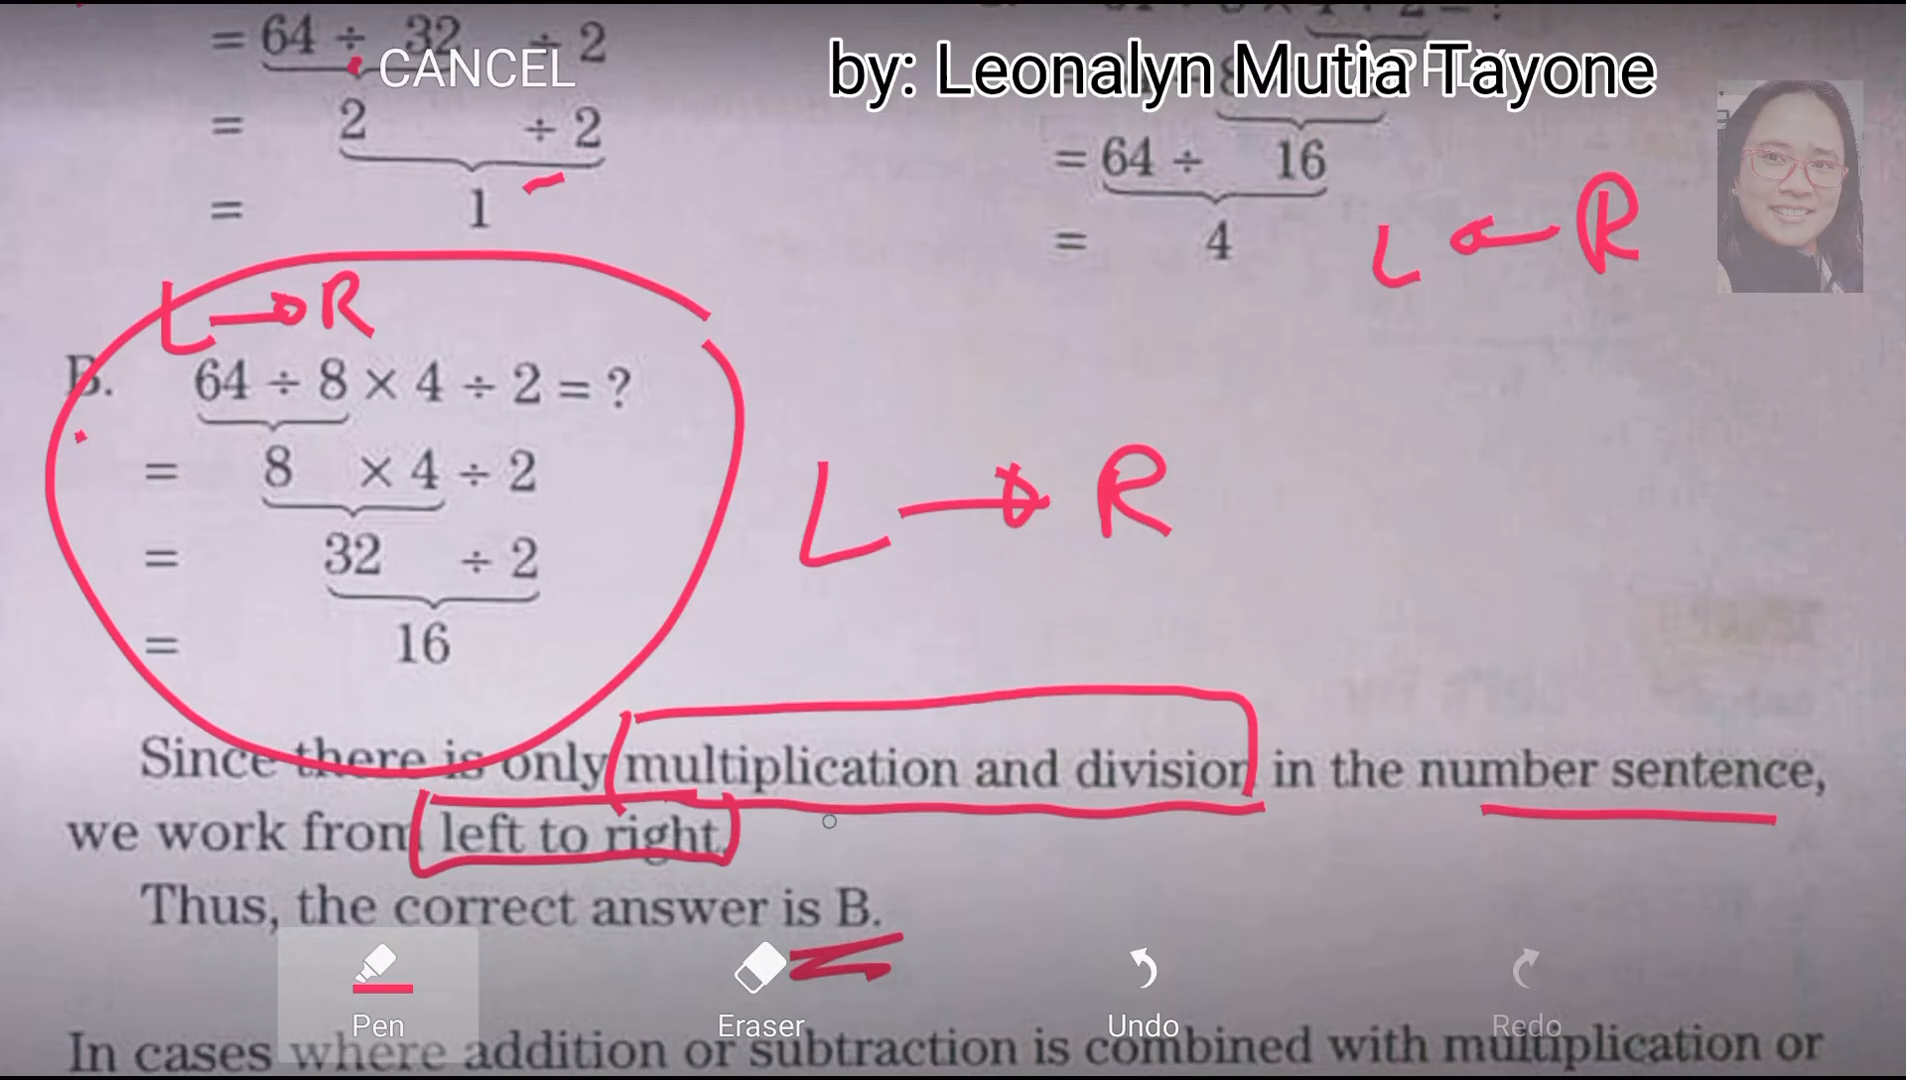 = 64 ÷ 32 ÷ 2
= 2 ÷ 2
= 1
CANCEL
by: Leonalyn Mutia Tayone
= 64 ÷ 16
= 4
L ← R
L → R
B. 64 ÷ 8 × 4 ÷ 2 = ?
= 8 × 4 ÷ 2
= 32 ÷ 2
= 16
L → R
Since there is only multiplication and division in the number sentence,
we work from left to right.
Thus, the correct answer is B.
Pen
Eraser
Undo
Redo
In cases where addition or subtraction is combined with multiplication or